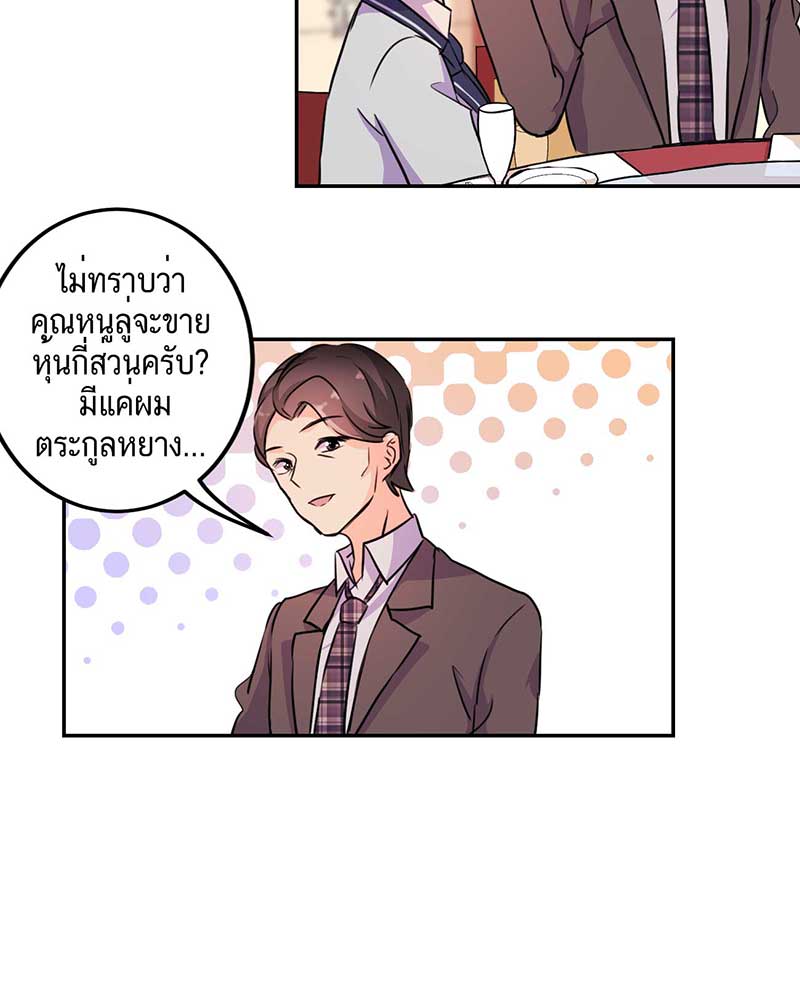 ไม่ทราบว่า
คุณหนูลู่จะขาย
หุ้นกี่ส่วนครับ?
มีแค่ผม
ตระกูลหยาง...